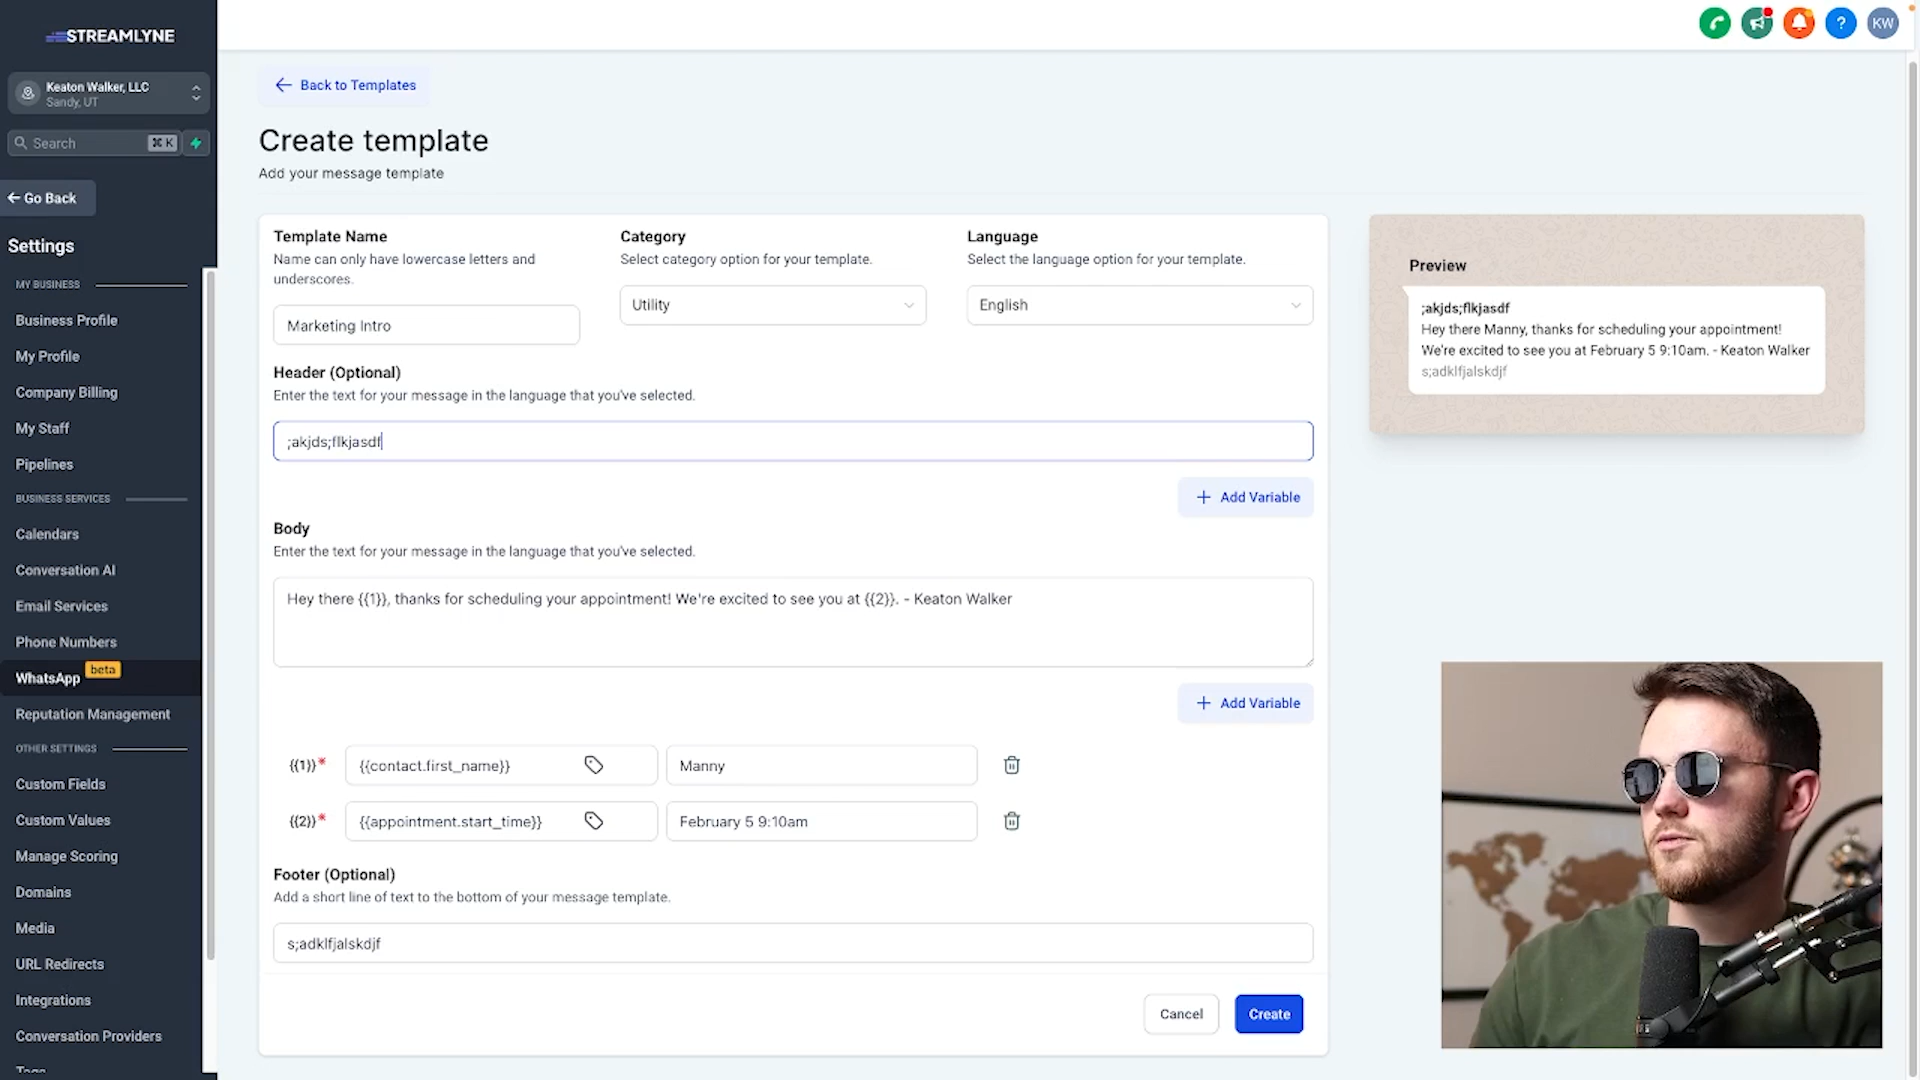 STREAMLYNE
Keaton Walker, LLC
Sandy, UT
Search
⌘ K
← Go Back
Settings
MY BUSINESS
Business Profile
My Profile
Company Billing
My Staff
Pipelines
BUSINESS SERVICES
Calendars
Conversation AI
Email Services
Phone Numbers
WhatsApp beta
Reputation Management
OTHER SETTINGS
Custom Fields
Custom Values
Manage Scoring
Domains
Media
URL Redirects
Integrations
Conversation Providers
Tags
?
KW
← Back to Templates
Create template
Add your message template
Template Name
Name can only have lowercase letters and
underscores.
Marketing Intro
Category
Select category option for your template.
Utility
Language
Select the language option for your template.
English
Header (Optional)
Enter the text for your message in the language that you've selected.
;akjds;flkjasdf
+ Add Variable
Body
Enter the text for your message in the language that you've selected.
Hey there {{1}}, thanks for scheduling your appointment! We're excited to see you at {{2}}. - Keaton Walker
+ Add Variable
{{1}}* {{contact.first_name}} Manny
{{2}}* {{appointment.start_time}} February 5 9:10am
Footer (Optional)
Add a short line of text to the bottom of your message template.
s;adklfjalskdjf
Cancel
Create
Preview
;akjds;flkjasdf
Hey there Manny, thanks for scheduling your appointment!
We're excited to see you at February 5 9:10am. - Keaton Walker
s;adklfjalskdjf